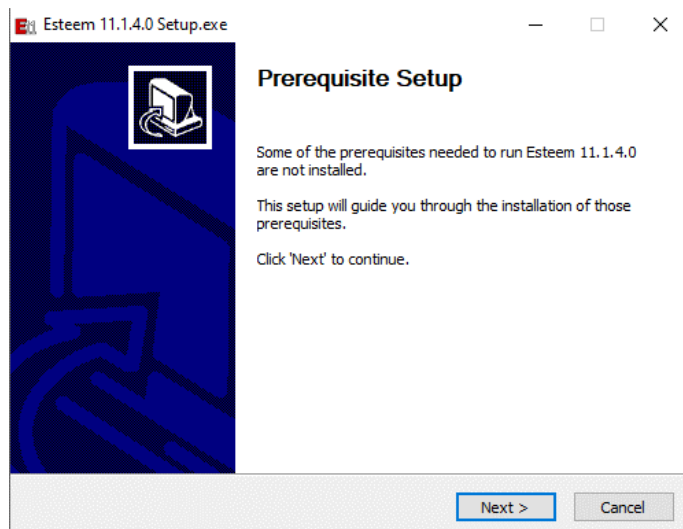 Esteem 11.1.4.0 Setup.exe
Prerequisite Setup
Some of the prerequisites needed to run Esteem 11.1.4.0
are not installed.
This setup will guide you through the installation of those
prerequisites.
Click 'Next' to continue.
Next >
Cancel